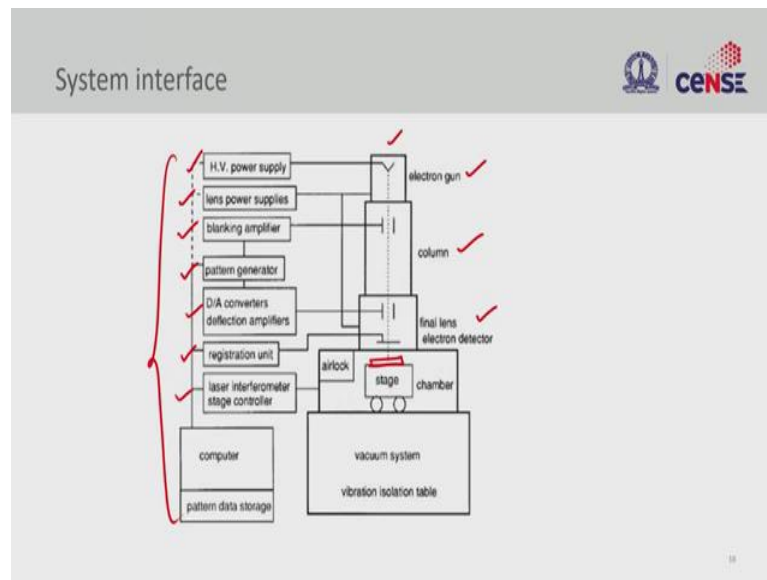 System interface
CeNSE
H.V. power supply
lens power supplies
blanking amplifier
pattern generator
D/A converters
deflection amplifiers
registration unit
laser interferometer
stage controller
computer
pattern data storage
electron gun
column
final lens
electron detector
airlock
stage
chamber
vacuum system
vibration isolation table